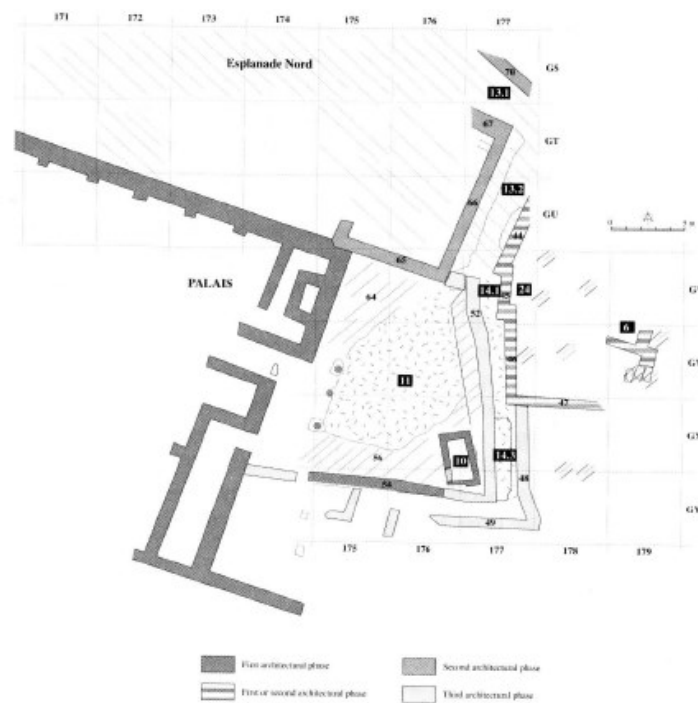 171 172 173 174 175 176 177
Esplanade Nord
GS
70
13.1
67
GT
13.2
66
GU
44
65
PALAIS
14.1
24
64
52
6
11
47
56
10
14.3
58
48
49
175 176 177 178 179
First architectural phase
Second architectural phase
First or second architectural phase
Third architectural phase